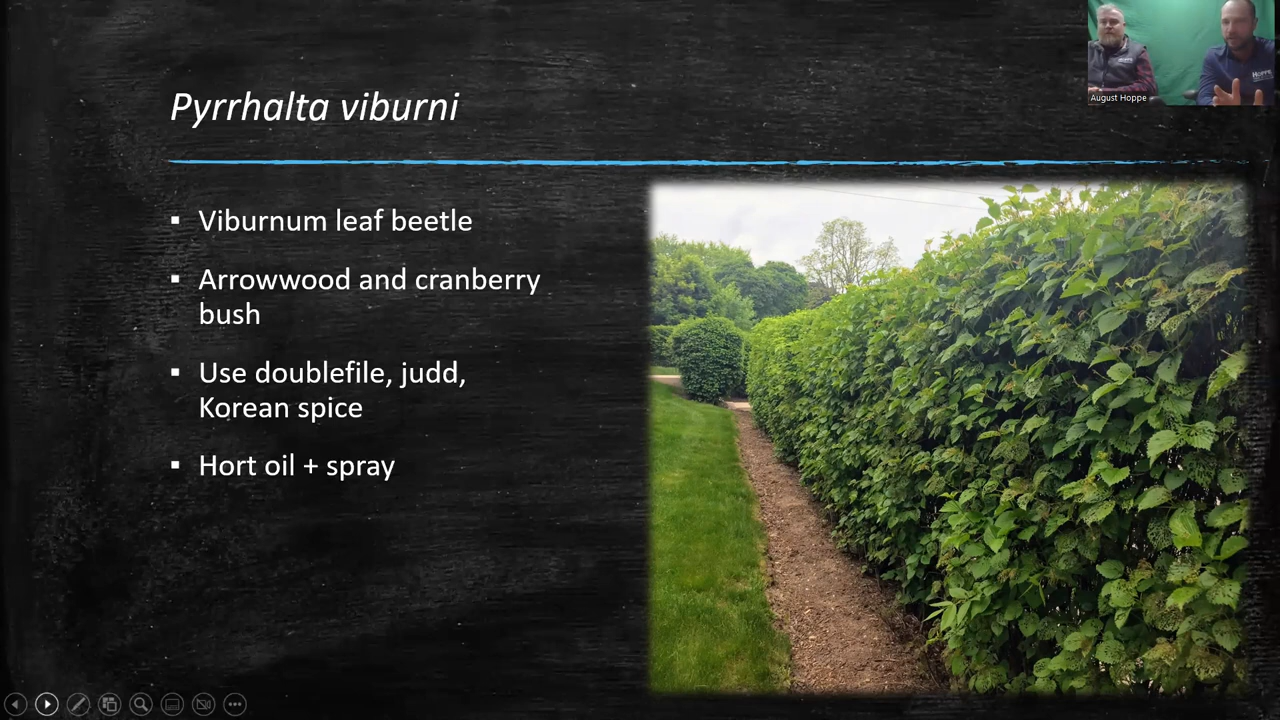 Pyrrhalta viburni
Viburnum leaf beetle
Arrowwood and cranberry
bush
Use doublefile, judd,
Korean spice
Hort oil + spray
August Hoppe
HOPPE